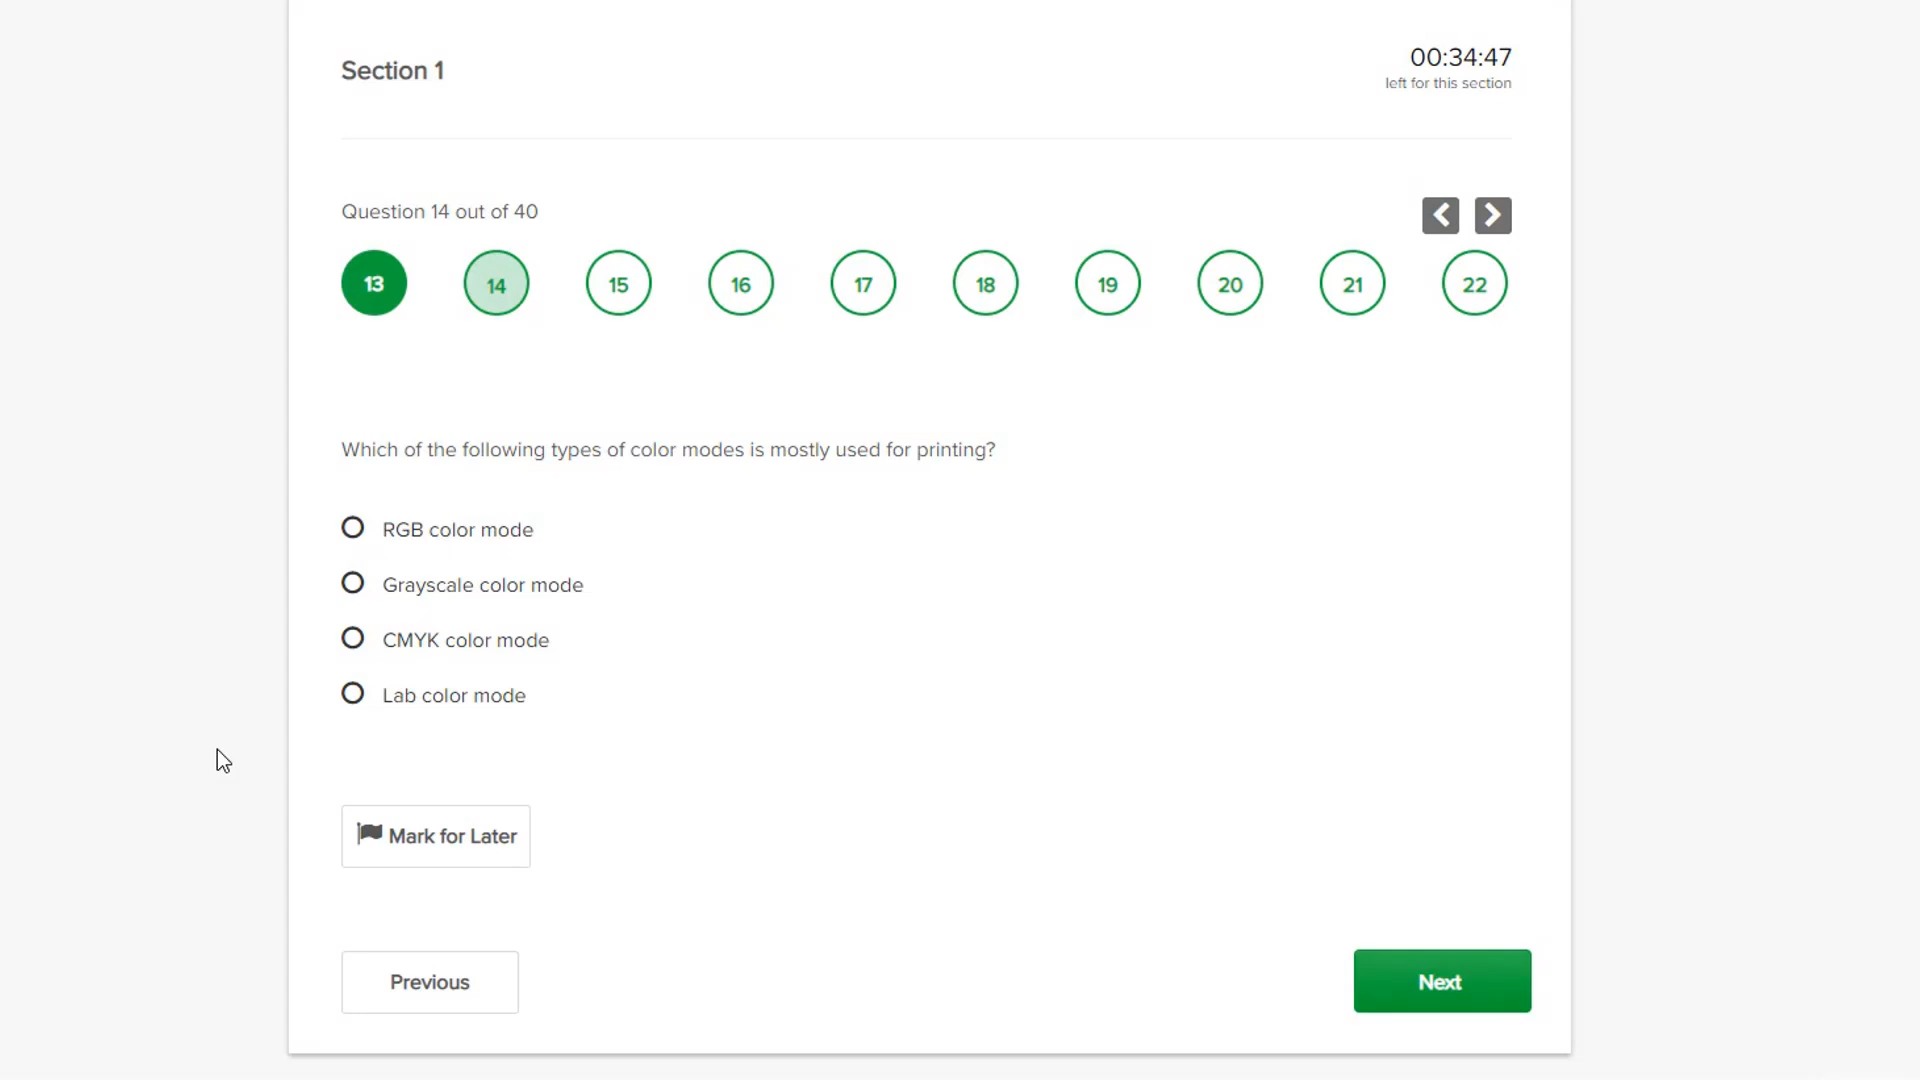 Section 1
00:34:47
left for this section
Question 14 out of 40
13 14 15 16 17 18 19 20 21 22
Which of the following types of color modes is mostly used for printing?
RGB color mode
Grayscale color mode
CMYK color mode
Lab color mode
Mark for Later
Previous
Next